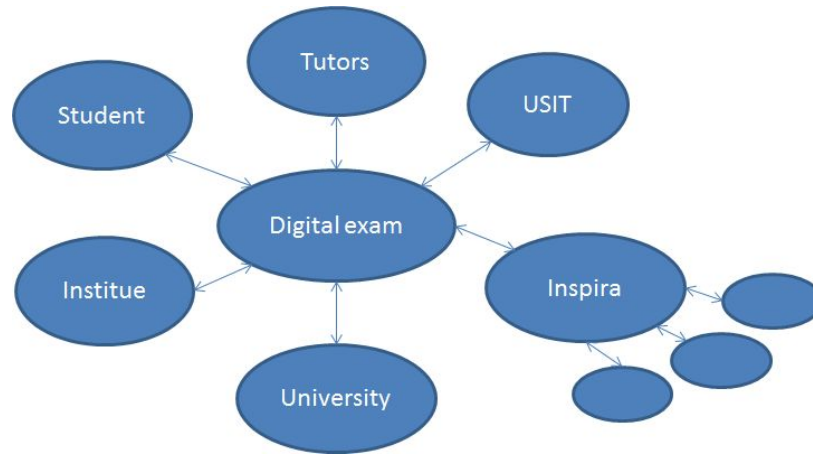 Tutors
Student
USIT
Digital exam
Institue
Inspira
University